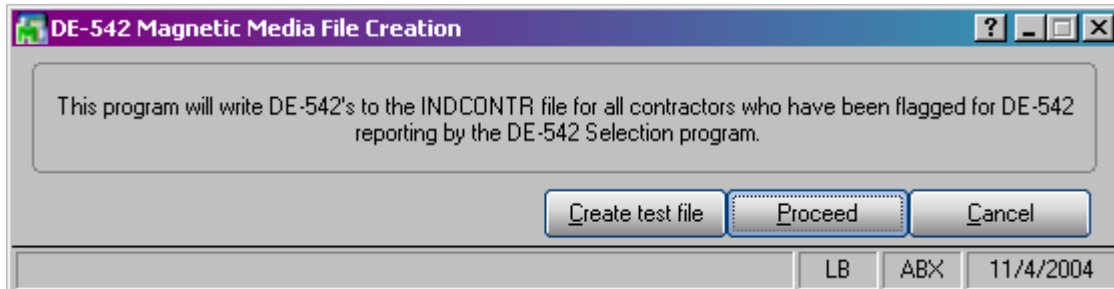 DE-542 Magnetic Media File Creation
This program will write DE-542's to the INDCONTR file for all contractors who have been flagged for DE-542
reporting by the DE-542 Selection program.
Create test file Proceed Cancel
LB ABX 11/4/2004